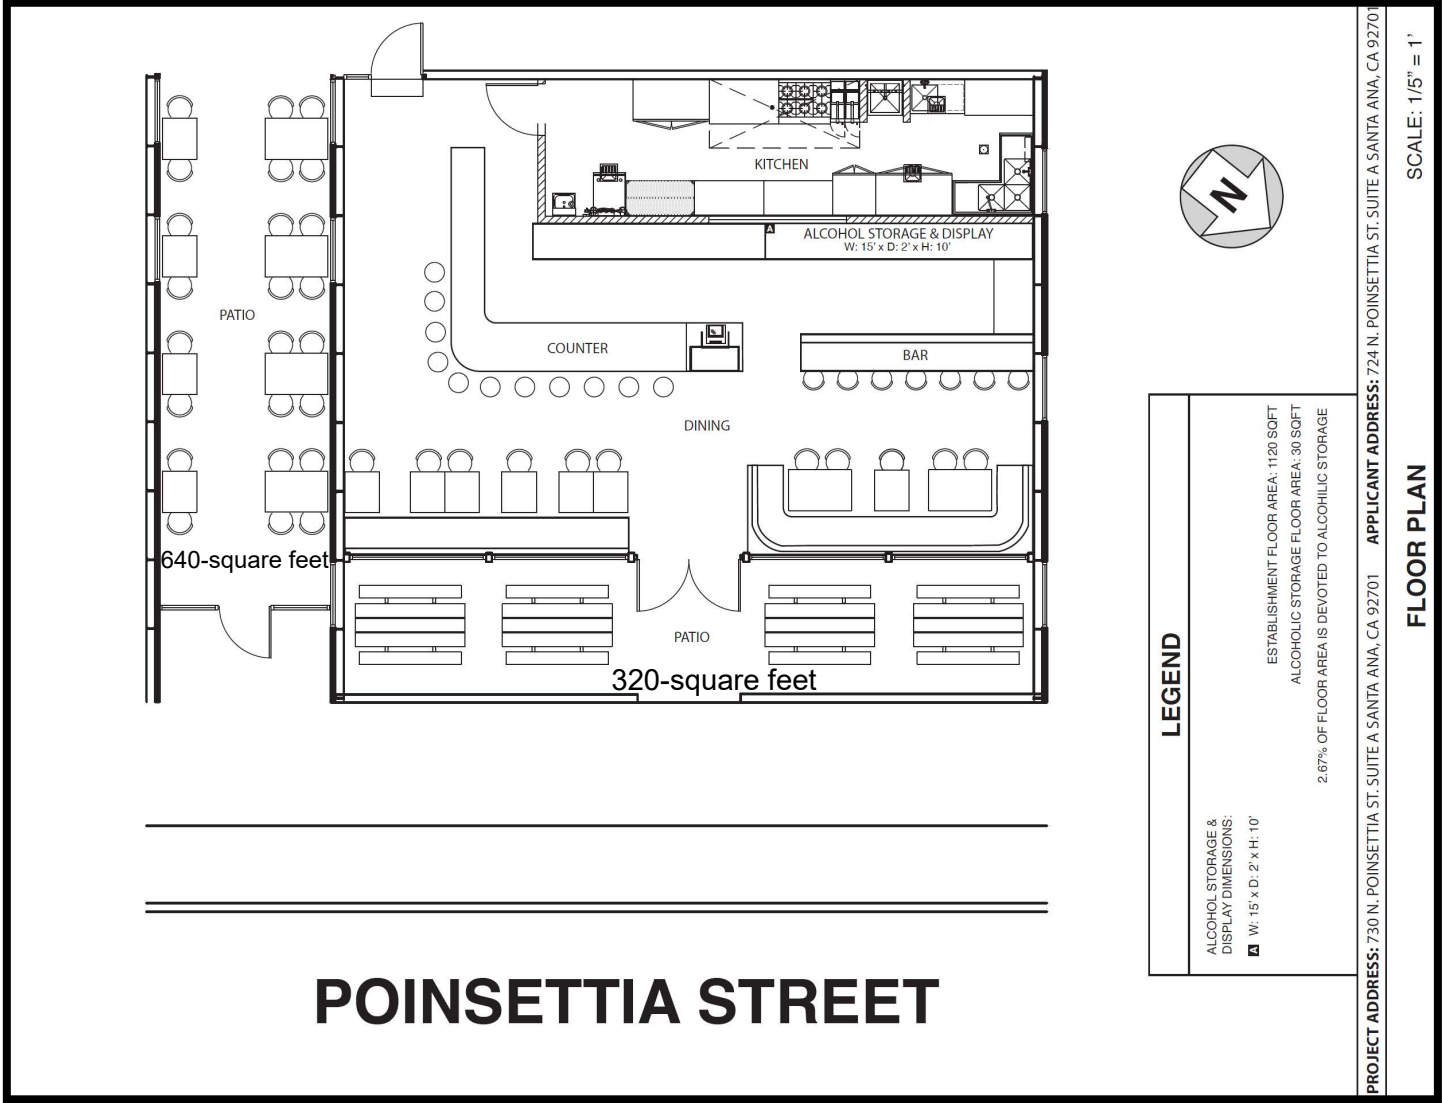 KITCHEN
A
ALCOHOL STORAGE & DISPLAY
W: 15' x D: 2' x H: 10'
PATIO
COUNTER
BAR
DINING
640-square feet
PATIO
320-square feet
POINSETTIA STREET
N
LEGEND
ALCOHOL STORAGE &
DISPLAY DIMENSIONS:
A W: 15' x D: 2' x H: 10'
ESTABLISHMENT FLOOR AREA: 1120 SQFT
ALCOHOLIC STORAGE FLOOR AREA: 30 SQFT
2.67% OF FLOOR AREA IS DEVOTED TO ALCOHILIC STORAGE
PROJECT ADDRESS: 730 N. POINSETTIA ST. SUITE A SANTA ANA, CA 92701 APPLICANT ADDRESS: 724 N. POINSETTIA ST. SUITE A SANTA ANA, CA 92701
FLOOR PLAN
SCALE: 1/5" = 1'